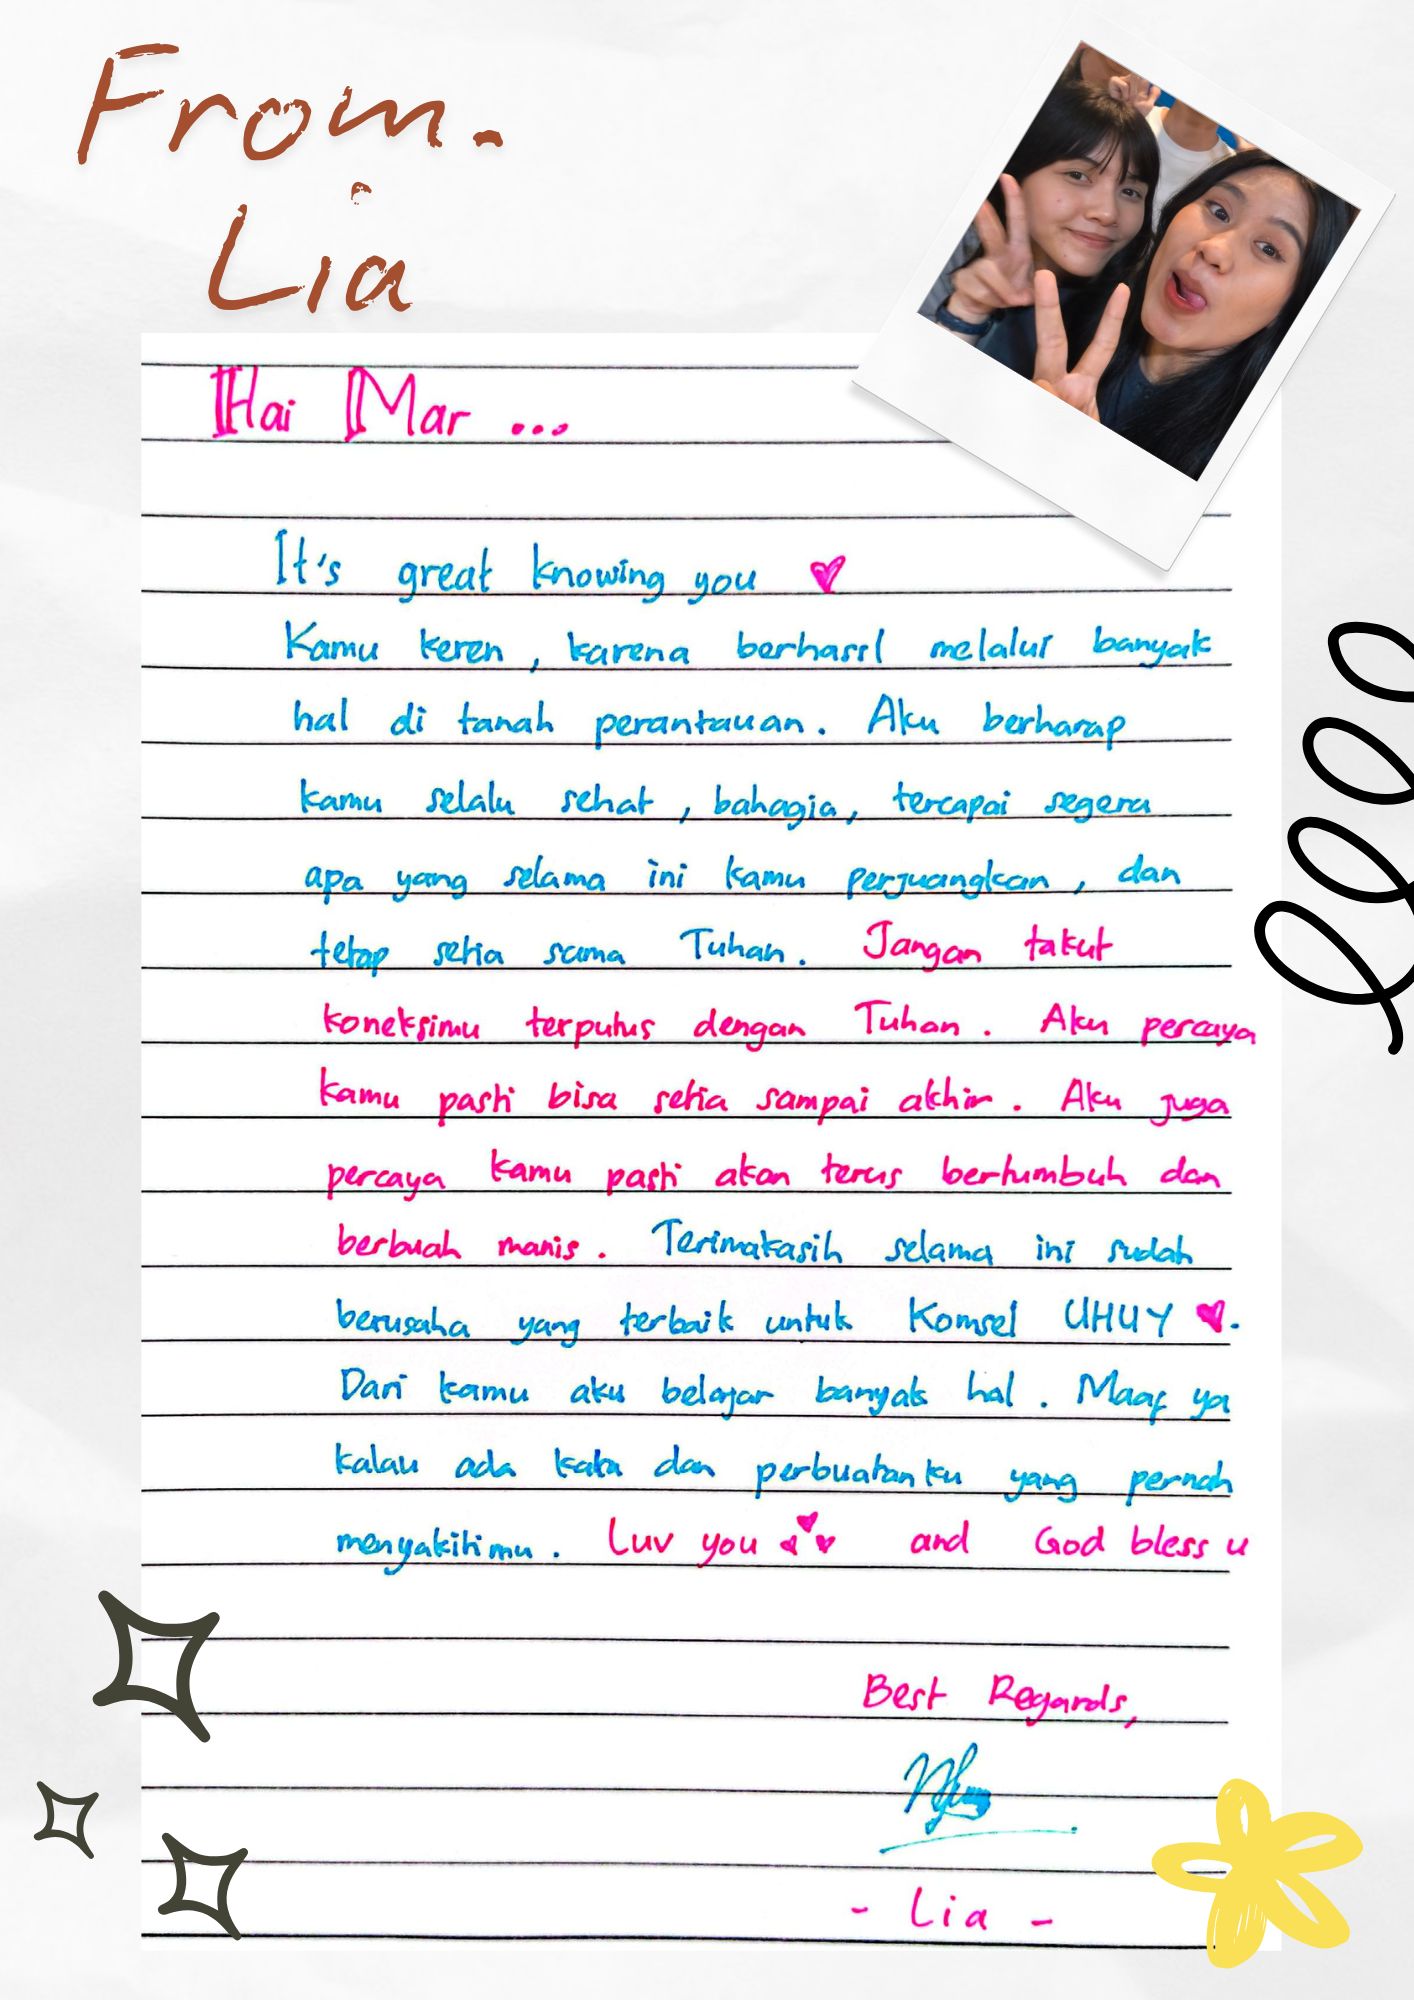 From.
Lia
Hai Mar ...
It's great knowing you
Kamu keren, karena berhasil melalui banyak
hal di tanah perantauan. Aku berharap
kamu selalu sehat, bahagia, tercapai segera
apa yang selama ini kamu perjuangkan, dan
tetap setia sama Tuhan. Jangan takut
koneksimu terputus dengan Tuhan. Aku percaya
kamu pasti bisa setia sampai akhir. Aku juga
percaya kamu pasti akan terus bertumbuh dan
berbuah manis. Terimakasih selama ini sudah
berusaha yang terbaik untuk Komsel UHUY.
Dari kamu aku belajar banyak hal. Maaf ya
kalau ada kata dan perbuatanku yang pernah
menyakitimu. Luv you and God bless u
Best Regards,
- Lia -